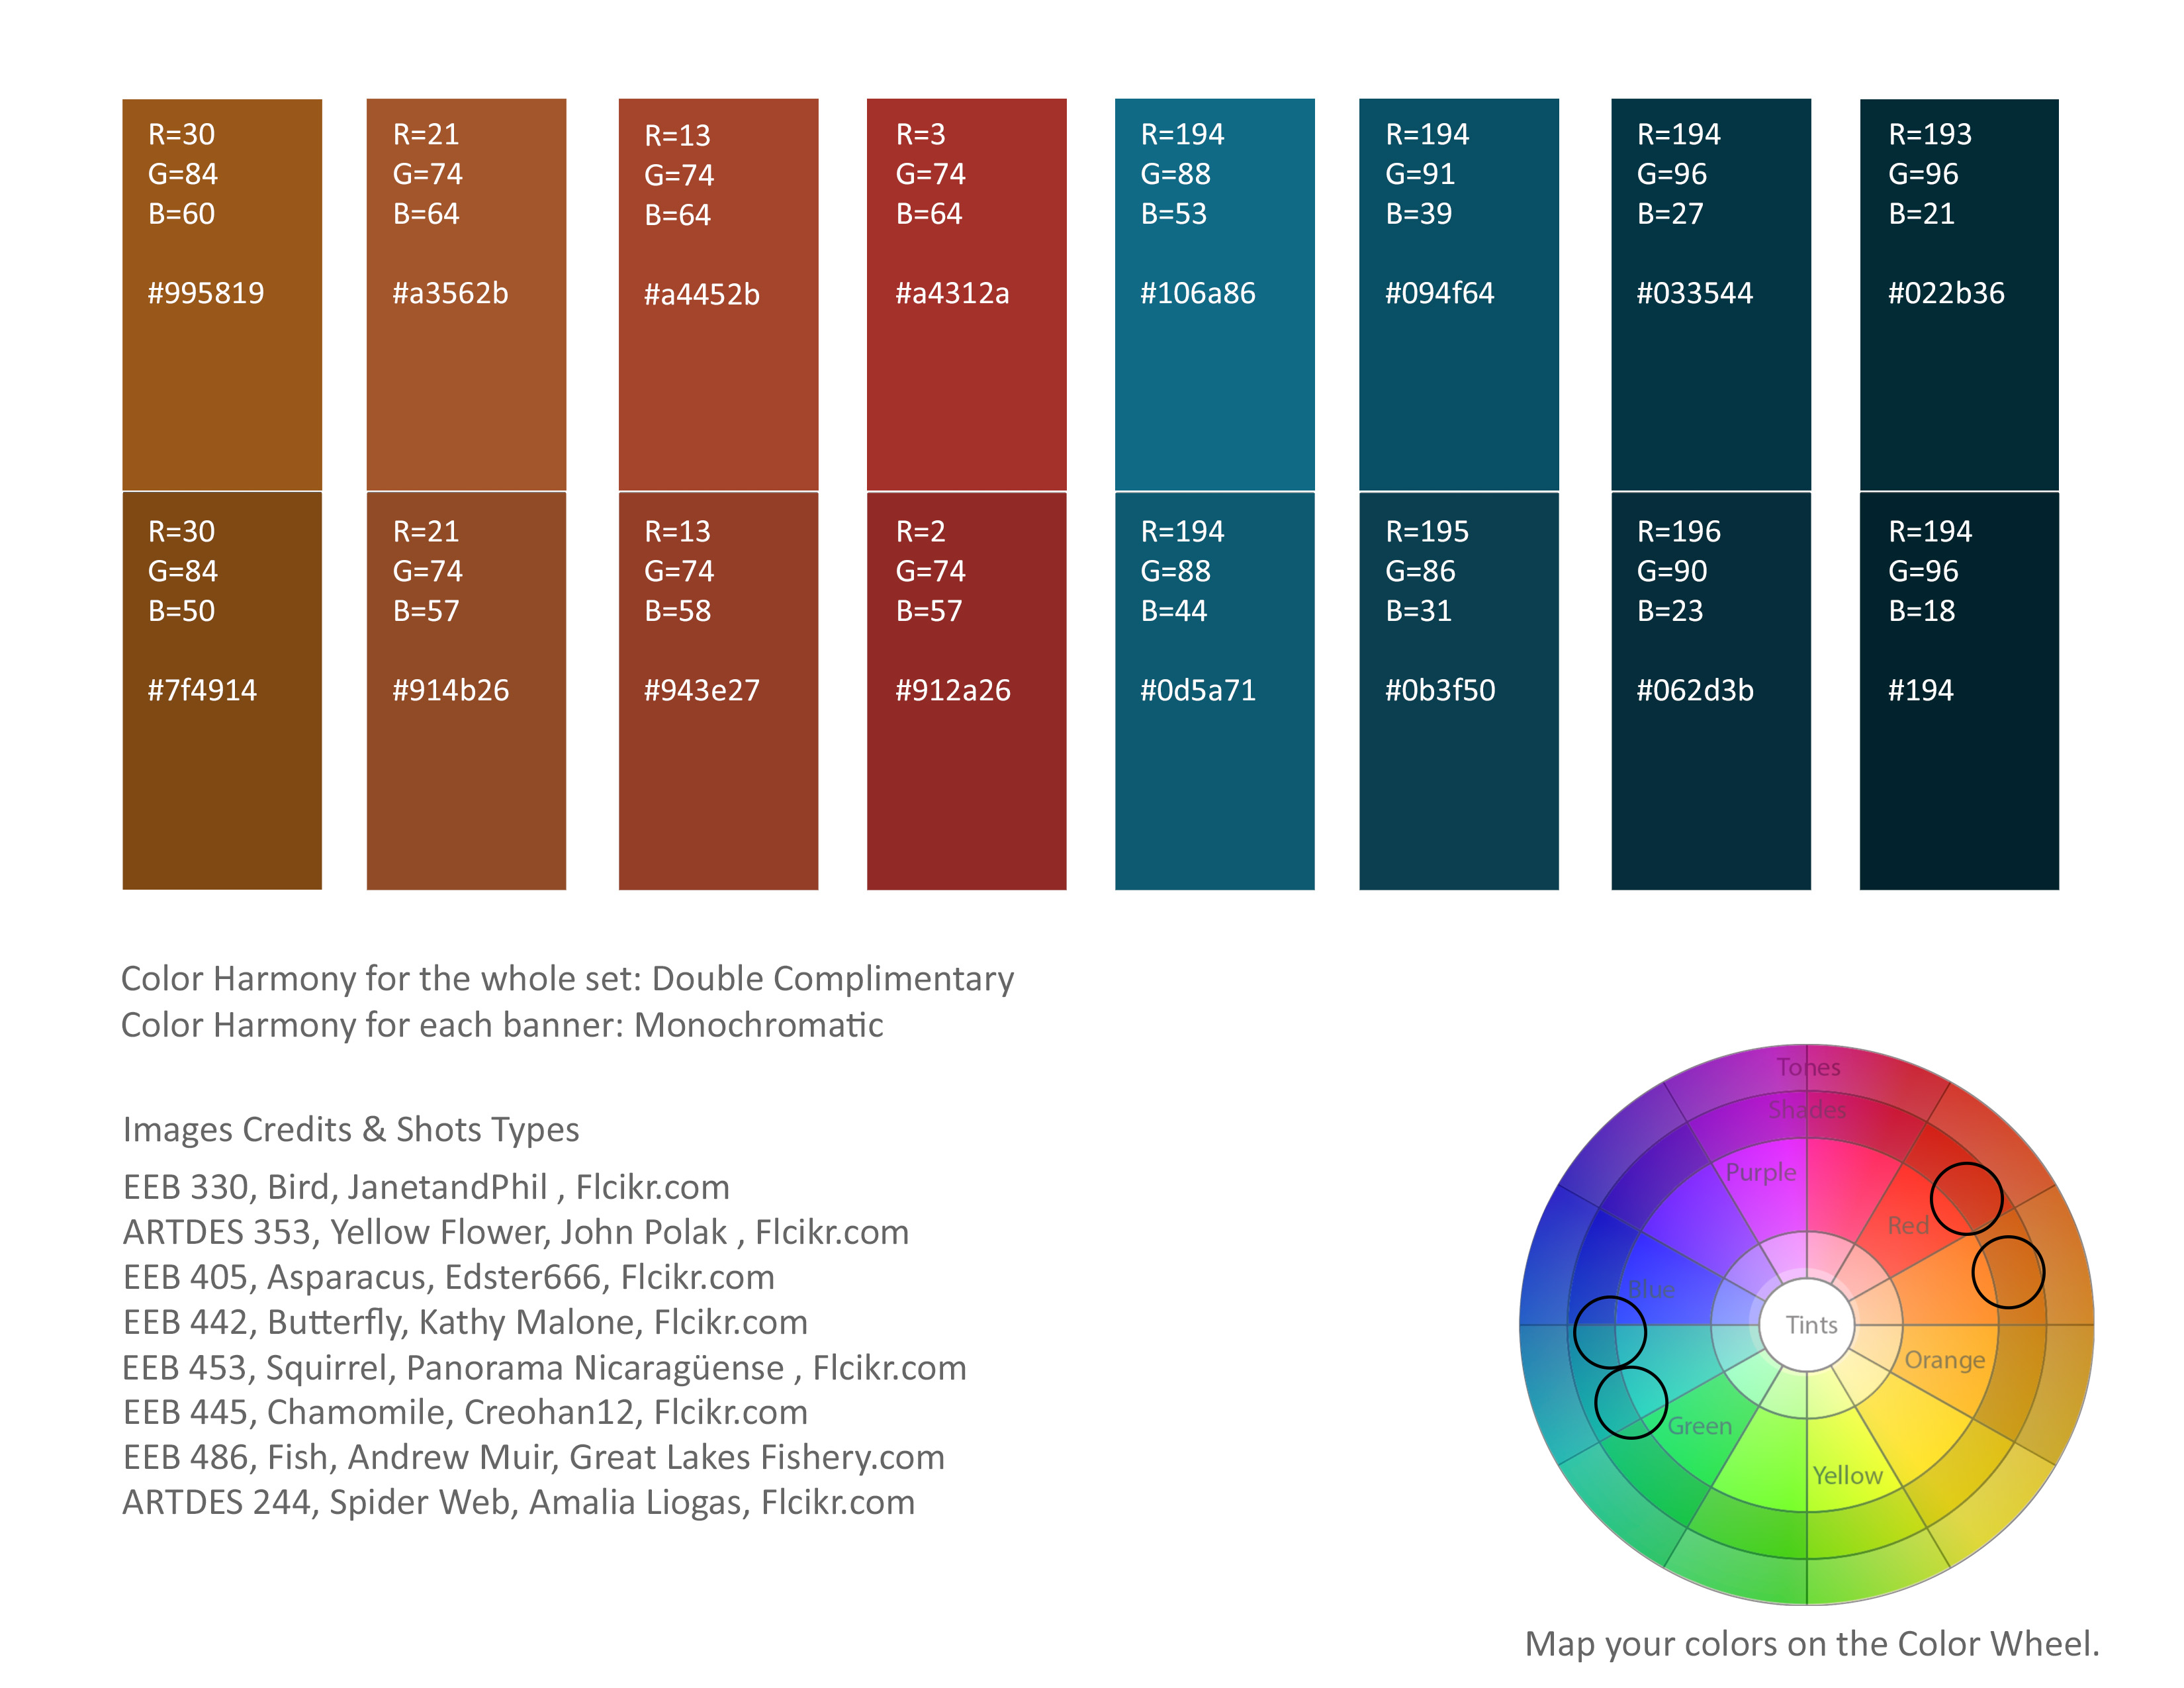 R=30
G=84
B=60
#995819
R=21
G=74
B=64
#a3562b
R=13
G=74
B=64
#a4452b
R=3
G=74
B=64
#a4312a
R=194
G=88
B=53
#106a86
R=194
G=91
B=39
#094f64
R=194
G=96
B=27
#033544
R=193
G=96
B=21
#022b36
R=30
G=84
B=50
#7f4914
R=21
G=74
B=57
#914b26
R=13
G=74
B=58
#943e27
R=2
G=74
B=57
#912a26
R=194
G=88
B=44
#0d5a71
R=195
G=86
B=31
#0b3f50
R=196
G=90
B=23
#062d3b
R=194
G=96
B=18
#194
Color Harmony for the whole set: Double Complimentary
Color Harmony for each banner: Monochromatic
Images Credits & Shots Types
EEB 330, Bird, JanetandPhil , Flcikr.com
ARTDES 353, Yellow Flower, John Polak , Flcikr.com
EEB 405, Asparacus, Edster666, Flcikr.com
EEB 442, Butterfly, Kathy Malone, Flcikr.com
EEB 453, Squirrel, Panorama Nicaragüense , Flcikr.com
EEB 445, Chamomile, Creohan12, Flcikr.com
EEB 486, Fish, Andrew Muir, Great Lakes Fishery.com
ARTDES 244, Spider Web, Amalia Liogas, Flcikr.com
Tones
Shades
Purple
Red
Blue
Tints
Orange
Green
Yellow
Map your colors on the Color Wheel.